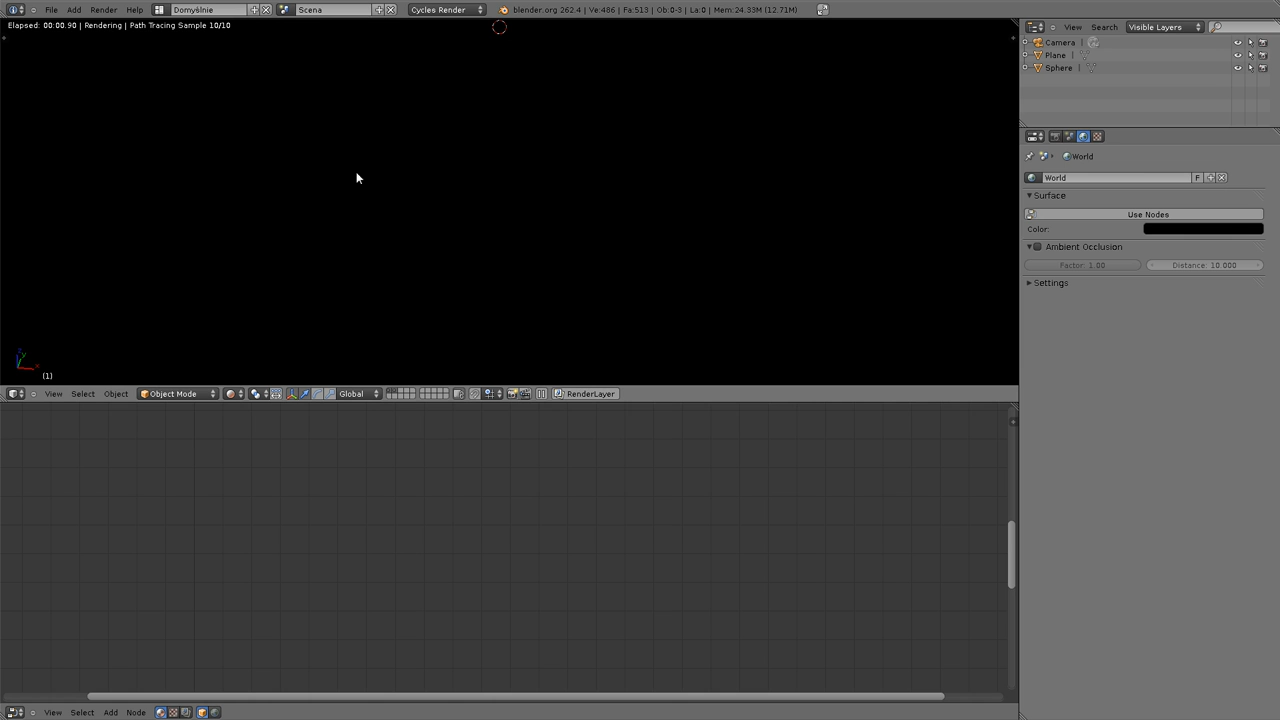 File Add Render Help Domyślnie Scena Cycles Render blender.org 262.4 | Ve:486 | Fa:513 | Ob:0-3 | La:0 | Mem:24.33M (12.71M)
Elapsed: 00:00.90 | Rendering | Path Tracing Sample 10/10
View Search Visible Layers
Camera
Plane
Sphere
World
World F
Surface
Use Nodes
Color:
Ambient Occlusion
Factor: 1.00 Distance: 10.000
Settings
(1)
View Select Object Object Mode Global RenderLayer
View Select Add Node